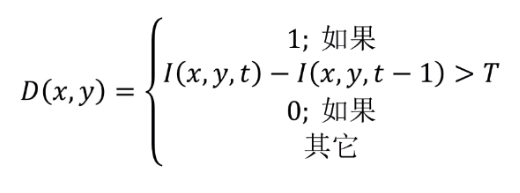 1; 如果
D(x,y) = { I(x,y,t) − I(x,y,t − 1) > T
0; 如果
其它